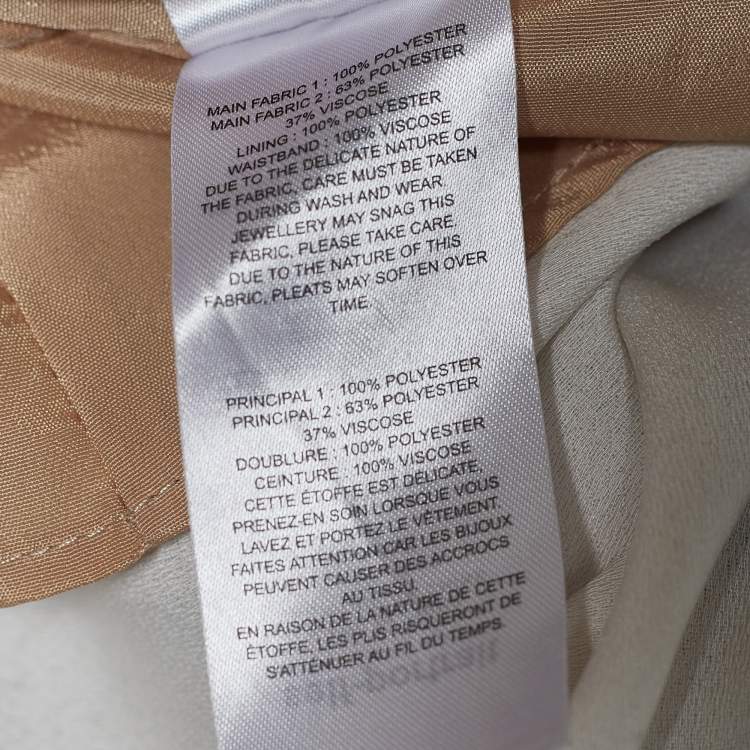 MAIN FABRIC 1 : 100% POLYESTER
MAIN FABRIC 2 : 63% POLYESTER
37% VISCOSE
LINING : 100% POLYESTER
WAISTBAND : 100% VISCOSE
DUE TO THE DELICATE NATURE OF
THE FABRIC, CARE MUST BE TAKEN
DURING WASH AND WEAR.
JEWELLERY MAY SNAG THIS
FABRIC, PLEASE TAKE CARE.
DUE TO THE NATURE OF THIS
FABRIC, PLEATS MAY SOFTEN OVER
TIME.
PRINCIPAL 1 : 100% POLYESTER
PRINCIPAL 2 : 63% POLYESTER
37% VISCOSE
DOUBLURE : 100% POLYESTER
CEINTURE : 100% VISCOSE
CETTE ÉTOFFE EST DÉLICATE,
PRENEZ-EN SOIN LORSQUE VOUS
LAVEZ ET PORTEZ LE VÊTEMENT.
FAITES ATTENTION CAR LES BIJOUX
PEUVENT CAUSER DES ACCROCS
AU TISSU.
EN RAISON DE LA NATURE DE CETTE
ÉTOFFE, LES PLIS RISQUERONT DE
S'ATTÉNUER AU FIL DU TEMPS.
self-portrait